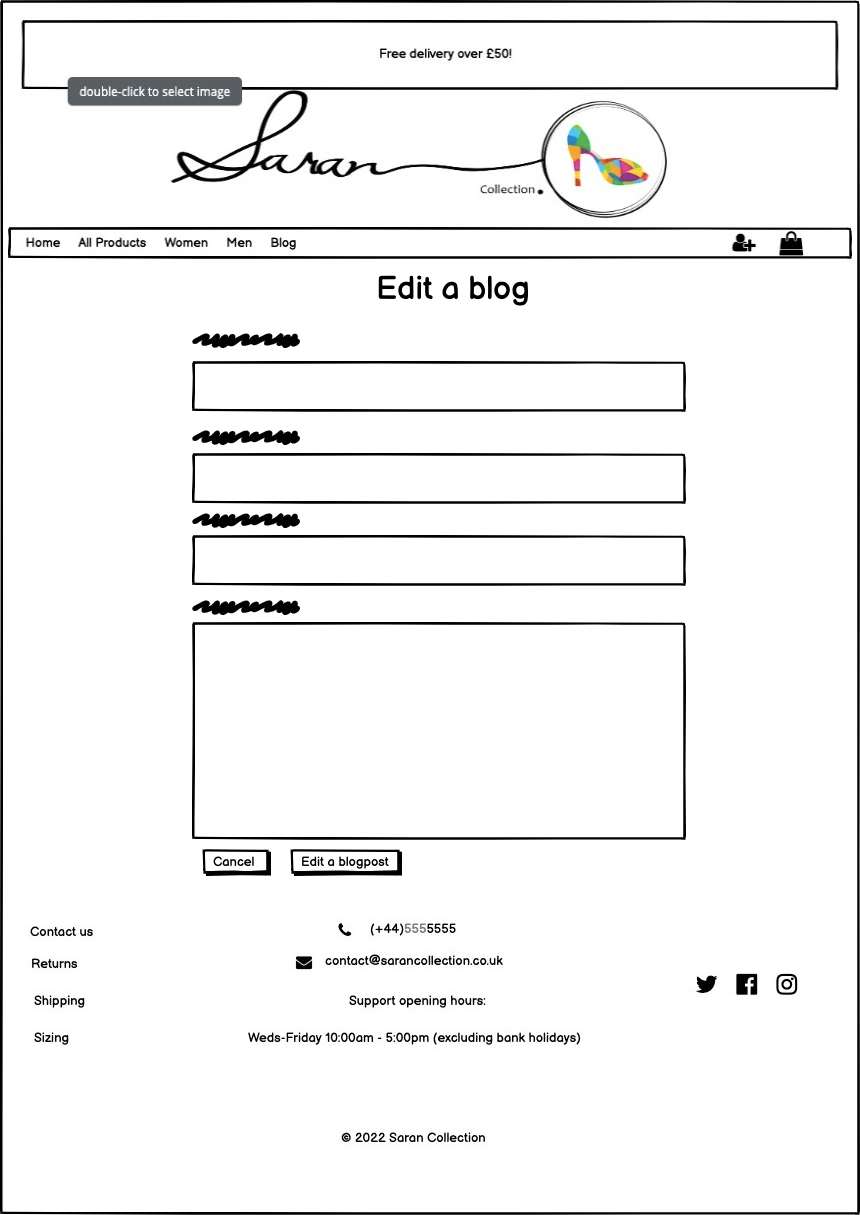 Free delivery over £50!
double-click to select image
Saran
Collection.
Home All Products Women Men Blog
Edit a blog
Cancel Edit a blogpost
Contact us
Returns
Shipping
Sizing
(+44)5555555
contact@sarancollection.co.uk
Support opening hours:
Weds-Friday 10:00am - 5:00pm (excluding bank holidays)
© 2022 Saran Collection